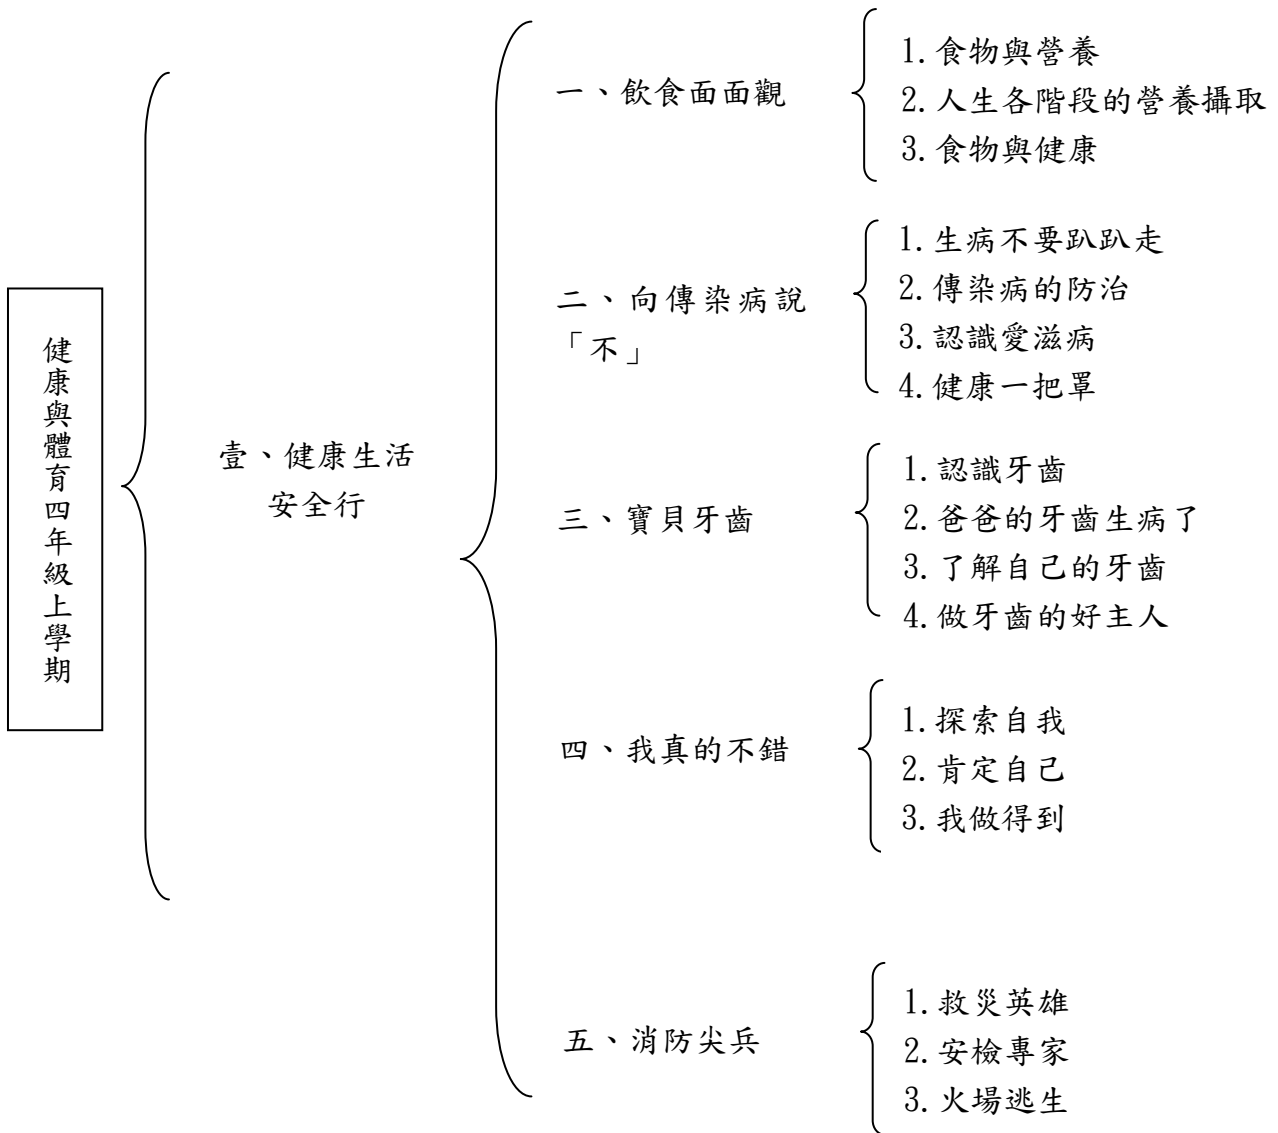 健康與體育四年級上學期
壹、健康生活
安全行
一、飲食面面觀
1.食物與營養
2.人生各階段的營養攝取
3.食物與健康
二、向傳染病說
「不」
1.生病不要趴趴走
2.傳染病的防治
3.認識愛滋病
4.健康一把罩
三、寶貝牙齒
1.認識牙齒
2.爸爸的牙齒生病了
3.了解自己的牙齒
4.做牙齒的好主人
四、我真的不錯
1.探索自我
2.肯定自己
3.我做得到
五、消防尖兵
1.救災英雄
2.安檢專家
3.火場逃生